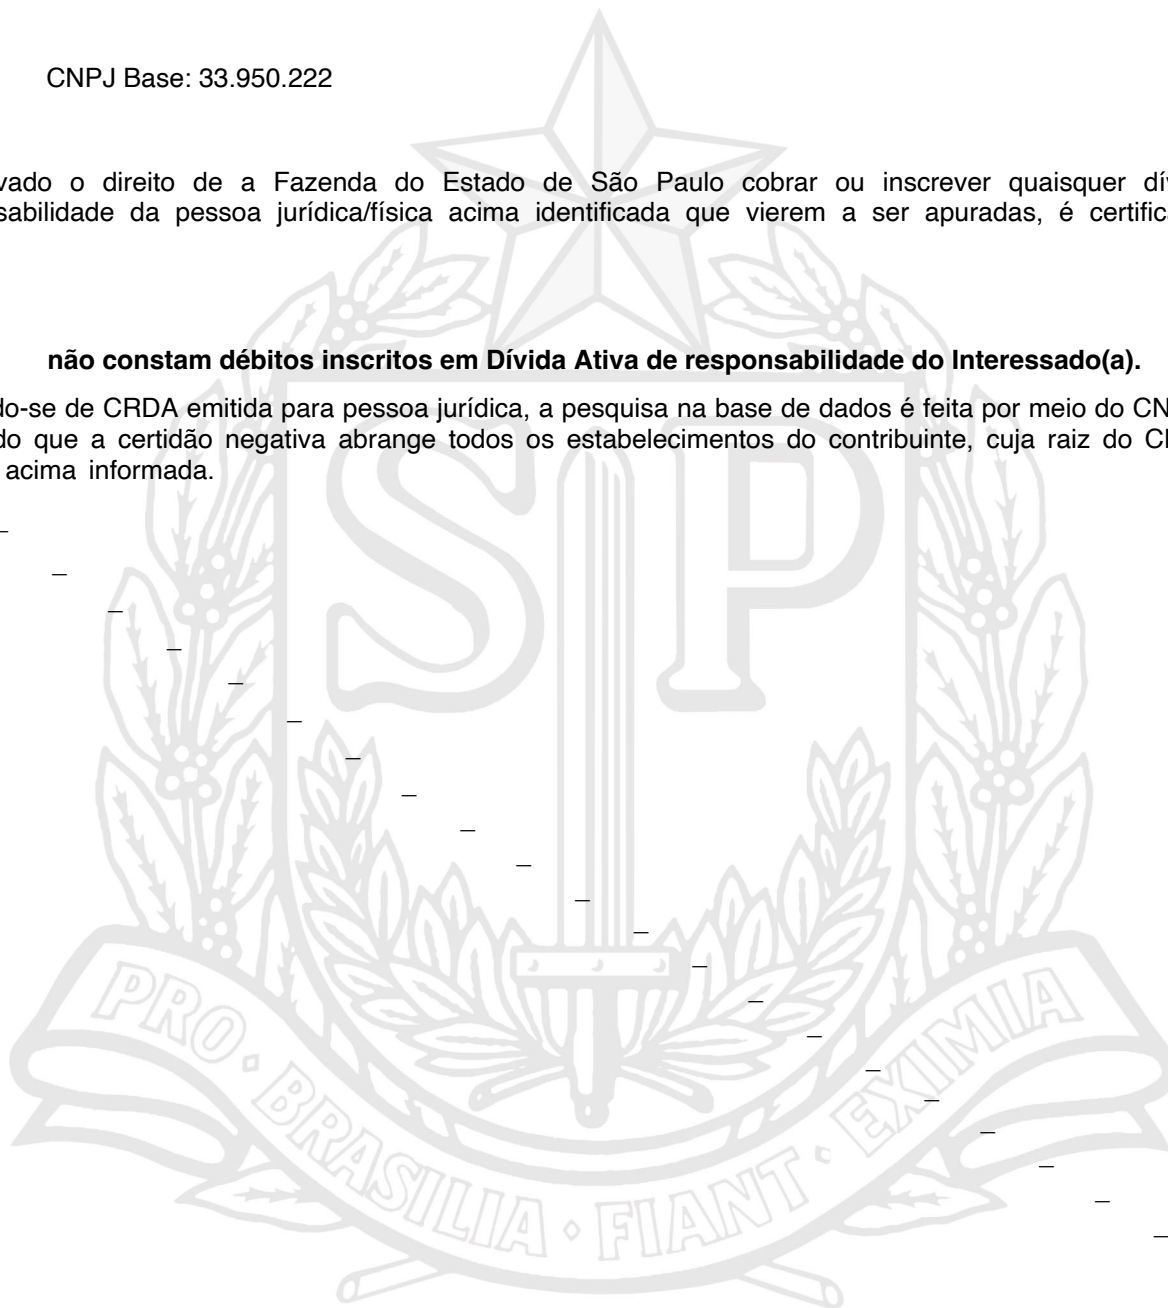 CNPJ Base: 33.950.222
vado o direito de a Fazenda do Estado de São Paulo cobrar ou inscrever quaisquer dív
sabilidade da pessoa jurídica/física acima identificada que vierem a ser apuradas, é certific
não constam débitos inscritos em Dívida Ativa de responsabilidade do Interessado(a).
do-se de CRDA emitida para pessoa jurídica, a pesquisa na base de dados é feita por meio do CN
do que a certidão negativa abrange todos os estabelecimentos do contribuinte, cuja raiz do C
acima informada.
SP
PRO · BRASILIA · FIANT · EXIMIA